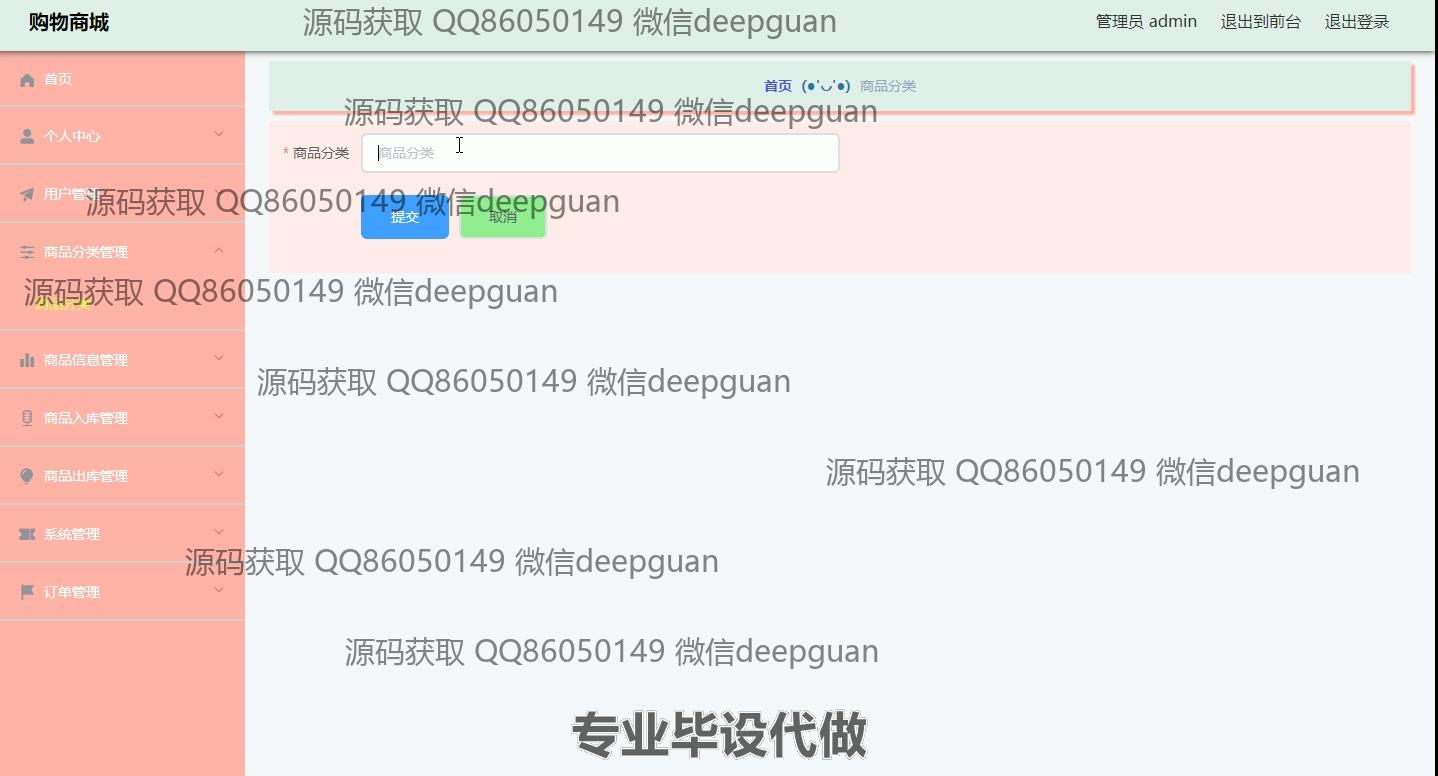 购物商城
源码获取 QQ86050149 微信deepguan
管理员 admin 退出到前台 退出登录
首页
首页 (●'◡'●) 商品分类
源码获取 QQ86050149 微信deepguan
个人中心
* 商品分类 商品分类
用户管理
源码获取 QQ86050149 微信deepguan
提交 取消
商品分类管理
源码获取 QQ86050149 微信deepguan
商品分类
商品信息管理
源码获取 QQ86050149 微信deepguan
商品入库管理
商品出库管理
源码获取 QQ86050149 微信deepguan
系统管理
源码获取 QQ86050149 微信deepguan
订单管理
源码获取 QQ86050149 微信deepguan
专业毕设代做